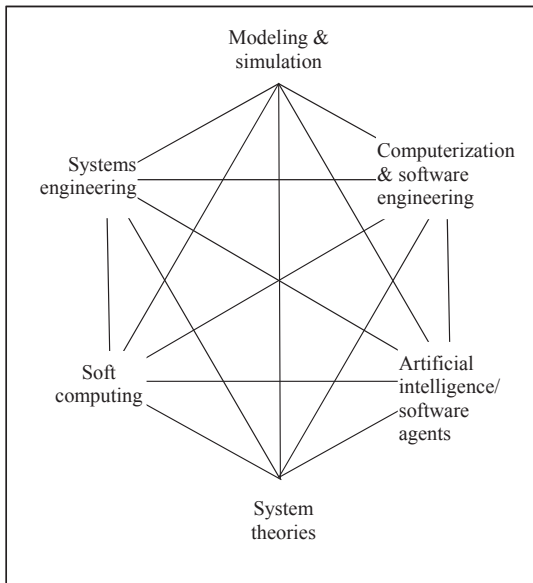 Modeling &
simulation
Systems
engineering
Computerization
& software
engineering
Soft
computing
Artificial
intelligence/
software
agents
System
theories